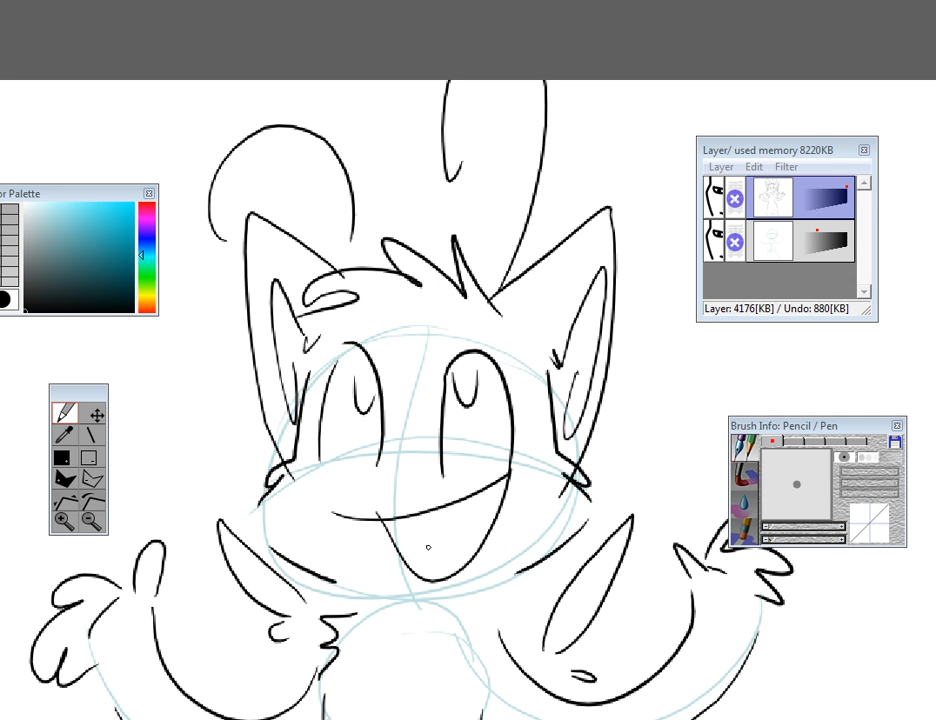 or Palette
Layer/ used memory 8220KB
Layer Edit Filter
Layer: 4176[KB] / Undo: 880[KB]
Brush Info: Pencil / Pen